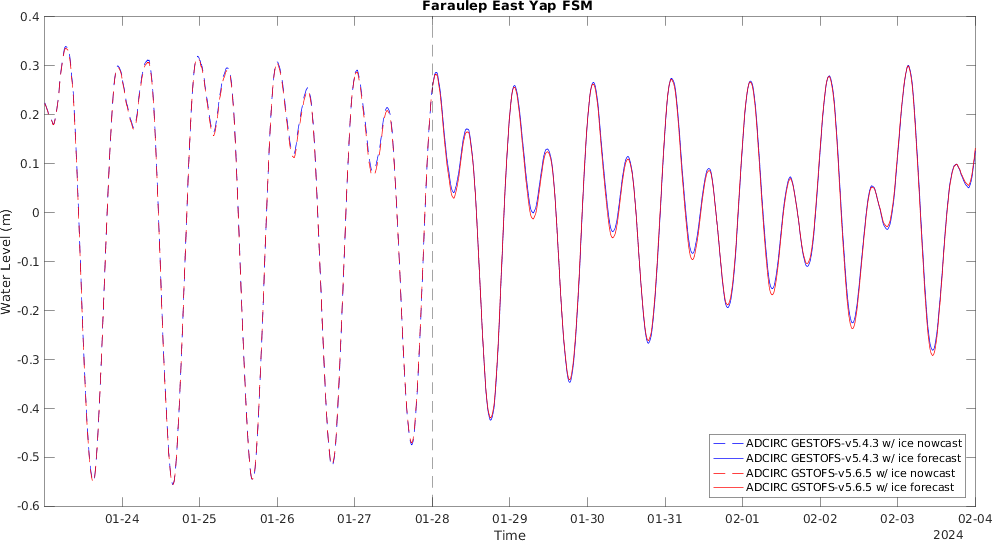 Faraulep East Yap FSM
0.4
0.3
0.2
0.1
0
-0.1
-0.2
-0.3
-0.4
-0.5
-0.6
Water Level (m)
ADCIRC GESTOFS-v5.4.3 w/ ice nowcast
ADCIRC GESTOFS-v5.4.3 w/ ice forecast
ADCIRC GSTOFS-v5.6.5 w/ ice nowcast
ADCIRC GSTOFS-v5.6.5 w/ ice forecast
01-24 01-25 01-26 01-27 01-28 01-29 01-30 01-31 02-01 02-02 02-03 02-04
Time
2024